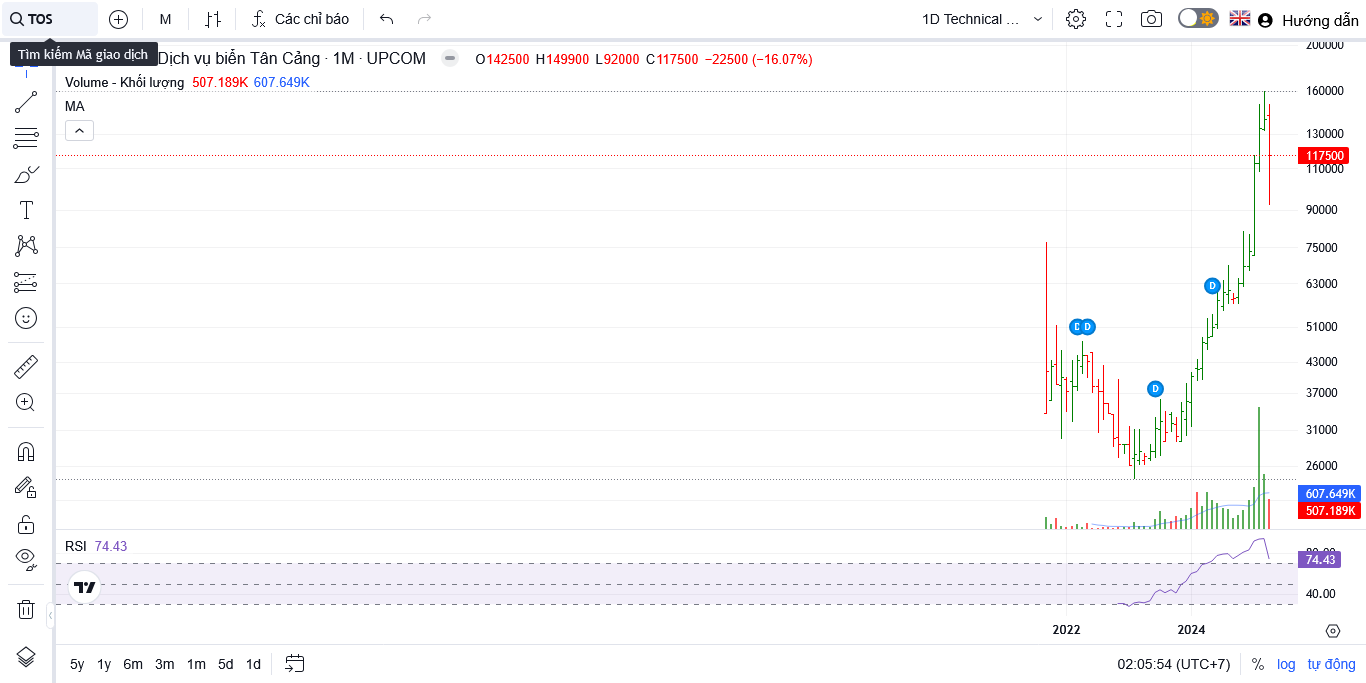 TOS M Các chỉ báo 1D Technical ... Hướng dẫn
Tìm kiếm Mã giao dịch
Dịch vụ biển Tân Cảng · 1M · UPCOM O142500 H149900 L92000 C117500 −22500 (−16.07%)
Volume - Khối lượng 507.189K 607.649K
MA
200000
160000
130000
117500
110000
90000
75000
63000
51000
43000
37000
31000
26000
D D
D
D
607.649K
507.189K
RSI 74.43
80.00
74.43
40.00
2022 2024
5y 1y 6m 3m 1m 5d 1d 02:05:54 (UTC+7) % log tự động